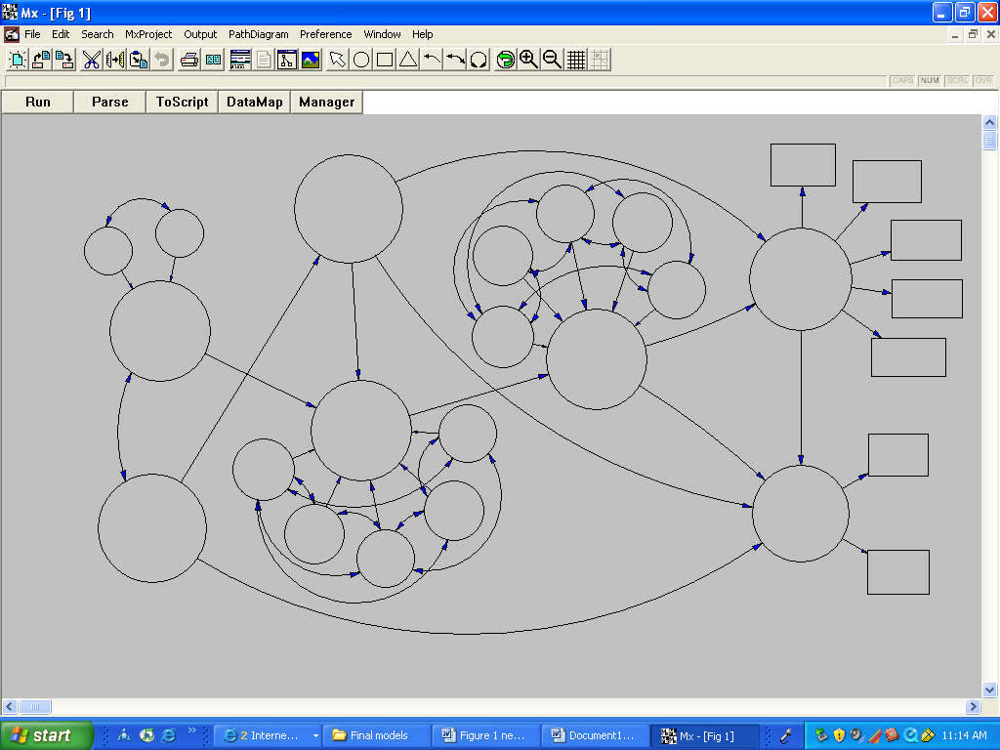 Mx - [Fig 1]
File Edit Search MxProject Output PathDiagram Preference Window Help
CAPS NUM SCRL OVR
Run Parse ToScript DataMap Manager
start 2 Interne... Final models Figure 1 ne... Document1... Mx - [Fig 1] 11:14 AM